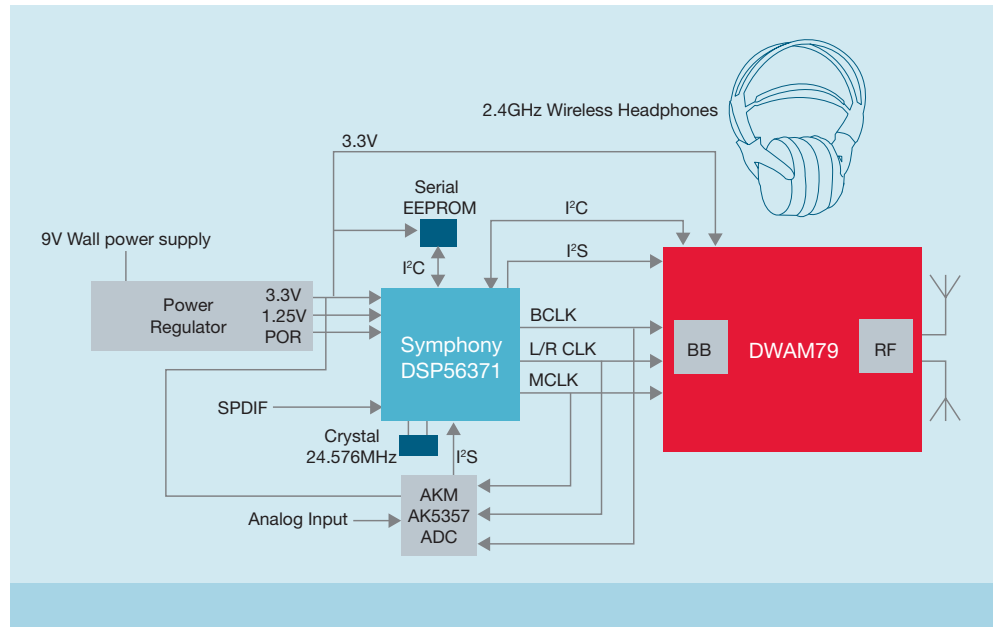 2.4GHz Wireless Headphones
3.3V
Serial
EEPROM
I²C
I²S
9V Wall power supply
I²C
Power
Regulator
3.3V
1.25V
POR
Symphony
DSP56371
BCLK
L/R CLK
MCLK
BB
DWAM79
RF
SPDIF
Crystal
24.576MHz
I²S
AKM
AK5357
ADC
Analog Input